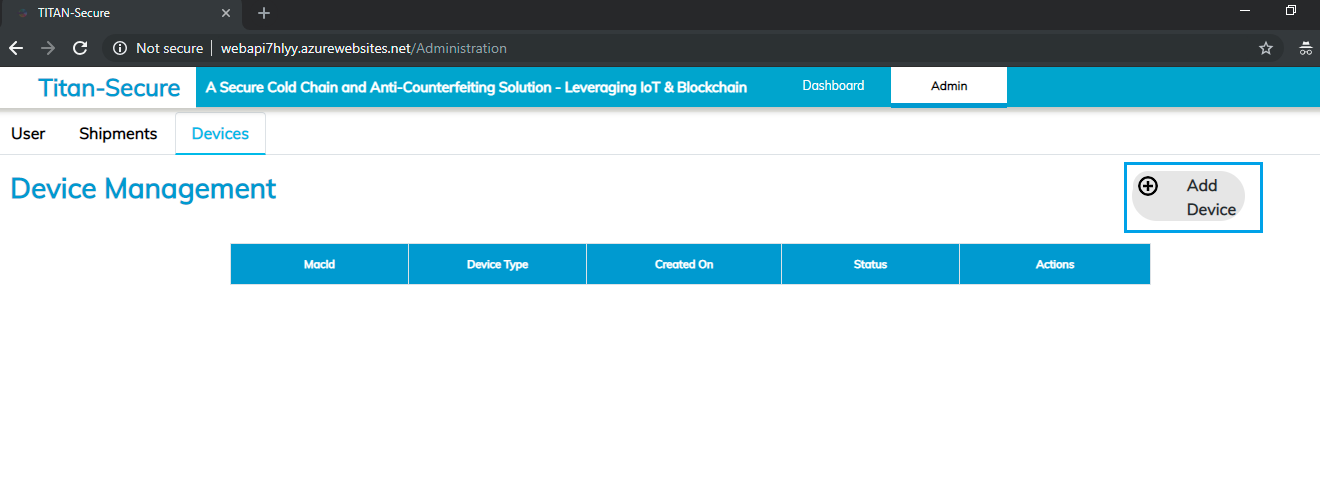 TITAN-Secure
Not secure | webapi7hlyy.azurewebsites.net/Administration
Titan-Secure
A Secure Cold Chain and Anti-Counterfeiting Solution - Leveraging IoT & Blockchain
Dashboard
Admin
User
Shipments
Devices
Device Management
Add
Device
MacId
Device Type
Created On
Status
Actions